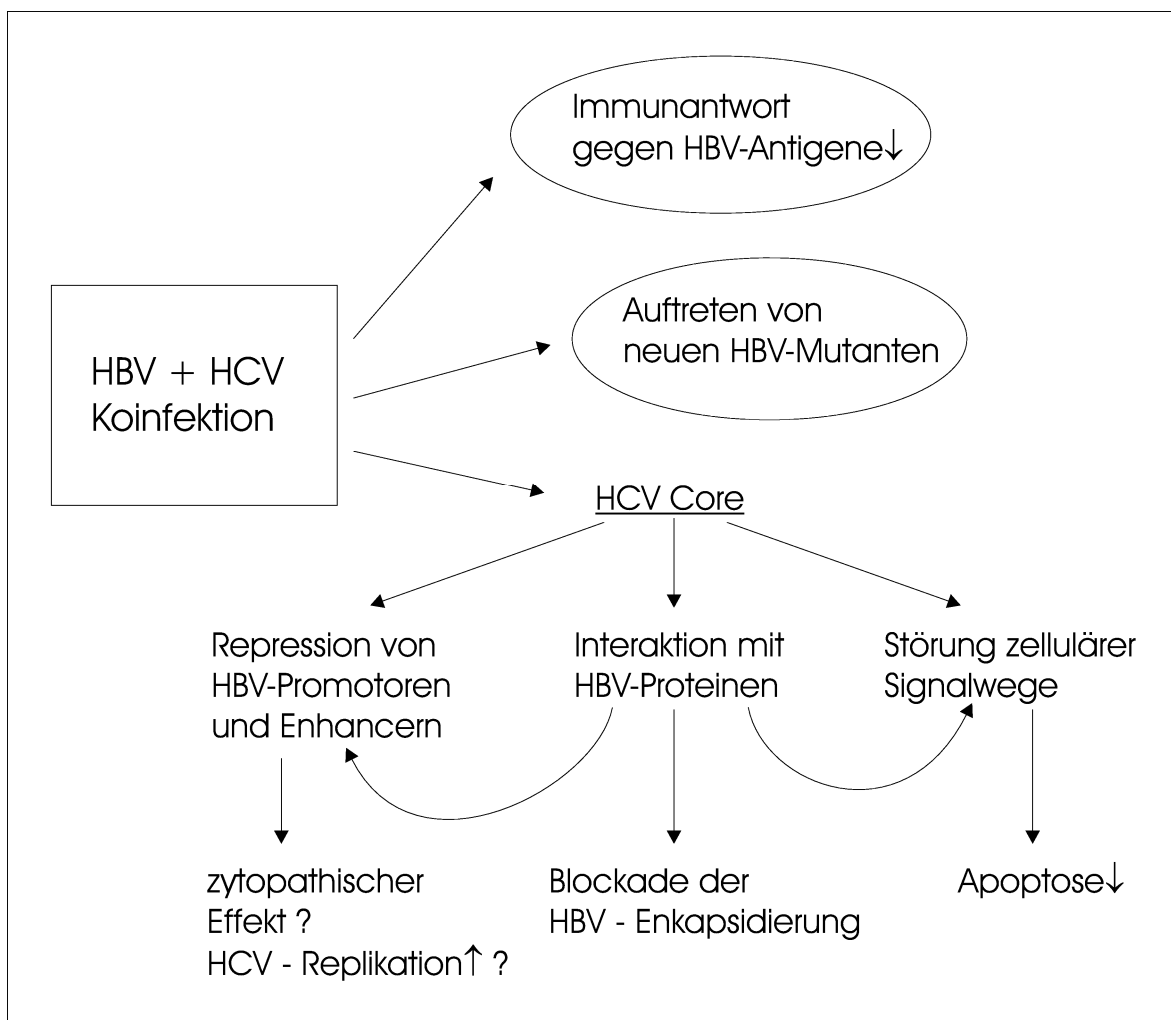 Immunantwort
gegen HBV-Antigene↓
Auftreten von
neuen HBV-Mutanten
HBV + HCV
Koinfektion
HCV Core
Repression von
HBV-Promotoren
und Enhancern
Interaktion mit
HBV-Proteinen
Störung zellulärer
Signalwege
zytopathischer
Effekt ?
HCV - Replikation↑ ?
Blockade der
HBV - Enkapsidierung
Apoptose↓